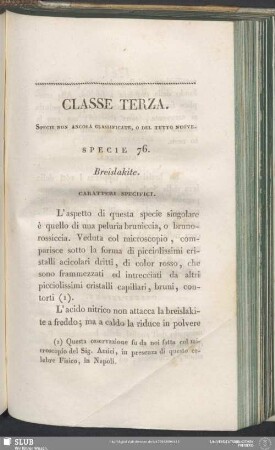 CLASSE TERZA.
SPECIE NON ANCORA CLASSIFICATE, O DEL TUTTO NUOVE.
SPECIE 76.
Breislakite.
CARATTERI SPECIFICI.
L'aspetto di questa specie singolare
è quello di una peluria bruniccia, o bruno-
rossiccia. Veduta col microscopio, com-
parisce sotto la forma di picciolissimi cri-
stalli acicolari dritti, di color rosso, che
sono frammezzati ed intrecciati da altri
picciolissimi cristalli capillari, bruni, con-
torti (1).
L'acido nitrico non attacca la breislaki-
te a freddo; ma a caldo la riduce in polvere
(1) Questa osservazione fu da noi fatta col mi-
croscopio del Sig. Amici, in presenza di questo ce-
lebre Fisico, in Napoli.
SLUB